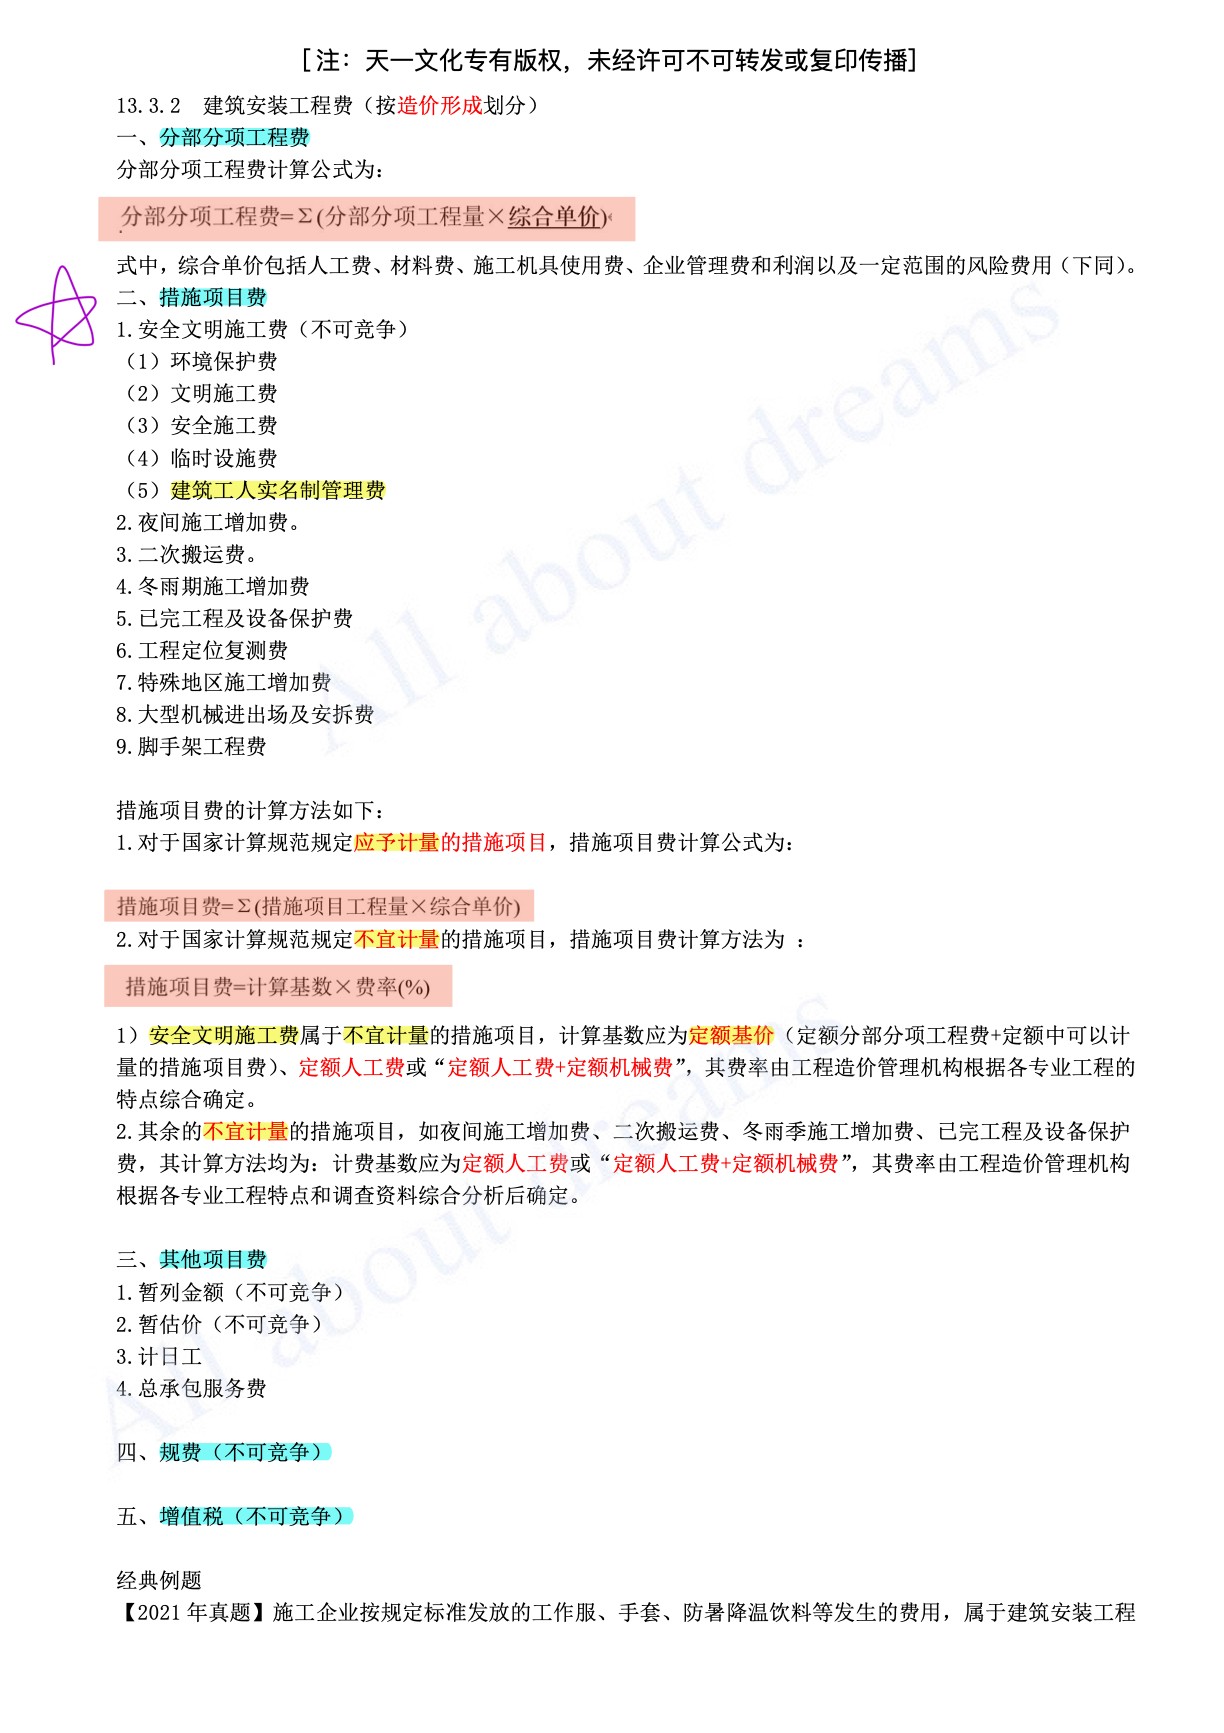 [注：天一文化专有版权，未经许可不可转发或复印传播]
13.3.2 建筑安装工程费（按造价形成划分）
一、分部分项工程费
分部分项工程费计算公式为：
分部分项工程费=Σ(分部分项工程量×综合单价)
式中，综合单价包括人工费、材料费、施工机具使用费、企业管理费和利润以及一定范围的风险费用（下同）。
二、措施项目费
1.安全文明施工费（不可竞争）
（1）环境保护费
（2）文明施工费
（3）安全施工费
（4）临时设施费
（5）建筑工人实名制管理费
2.夜间施工增加费。
3.二次搬运费。
4.冬雨期施工增加费
5.已完工程及设备保护费
6.工程定位复测费
7.特殊地区施工增加费
8.大型机械进出场及安拆费
9.脚手架工程费
措施项目费的计算方法如下：
1.对于国家计算规范规定应予计量的措施项目，措施项目费计算公式为：
措施项目费=Σ(措施项目工程量×综合单价)
2.对于国家计算规范规定不宜计量的措施项目，措施项目费计算方法为 ：
措施项目费=计算基数×费率(%)
1）安全文明施工费属于不宜计量的措施项目，计算基数应为定额基价（定额分部分项工程费+定额中可以计
量的措施项目费）、定额人工费或“定额人工费+定额机械费”，其费率由工程造价管理机构根据各专业工程的
特点综合确定。
2.其余的不宜计量的措施项目，如夜间施工增加费、二次搬运费、冬雨季施工增加费、已完工程及设备保护
费，其计算方法均为：计费基数应为定额人工费或“定额人工费+定额机械费”，其费率由工程造价管理机构
根据各专业工程特点和调查资料综合分析后确定。
三、其他项目费
1.暂列金额（不可竞争）
2.暂估价（不可竞争）
3.计日工
4.总承包服务费
四、规费（不可竞争）
五、增值税（不可竞争）
经典例题
【2021年真题】施工企业按规定标准发放的工作服、手套、防暑降温饮料等发生的费用，属于建筑安装工程
All about dreams
All about dreams